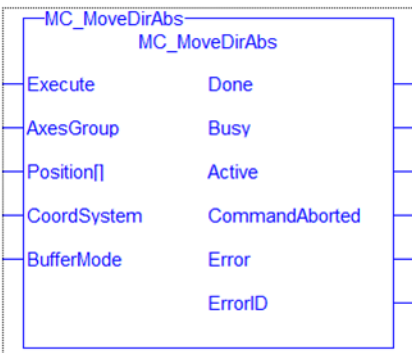 MC_MoveDirAbs
MC_MoveDirAbs
Execute Done
AxesGroup Busy
Position[] Active
CoordSystem CommandAborted
BufferMode Error
ErrorID